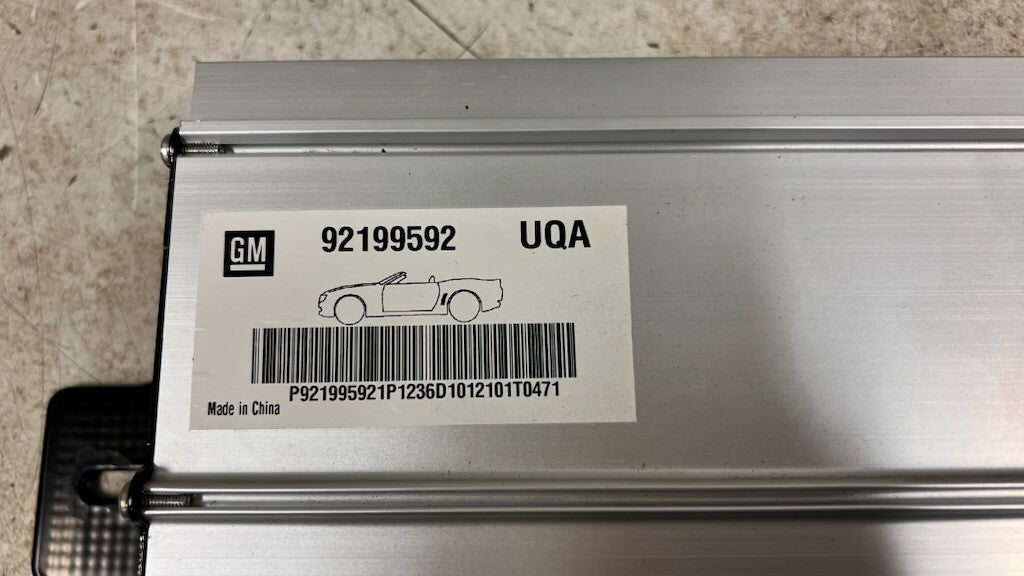 GM 92199592 UQA
P921995921P1236D1012101T0471
Made in China